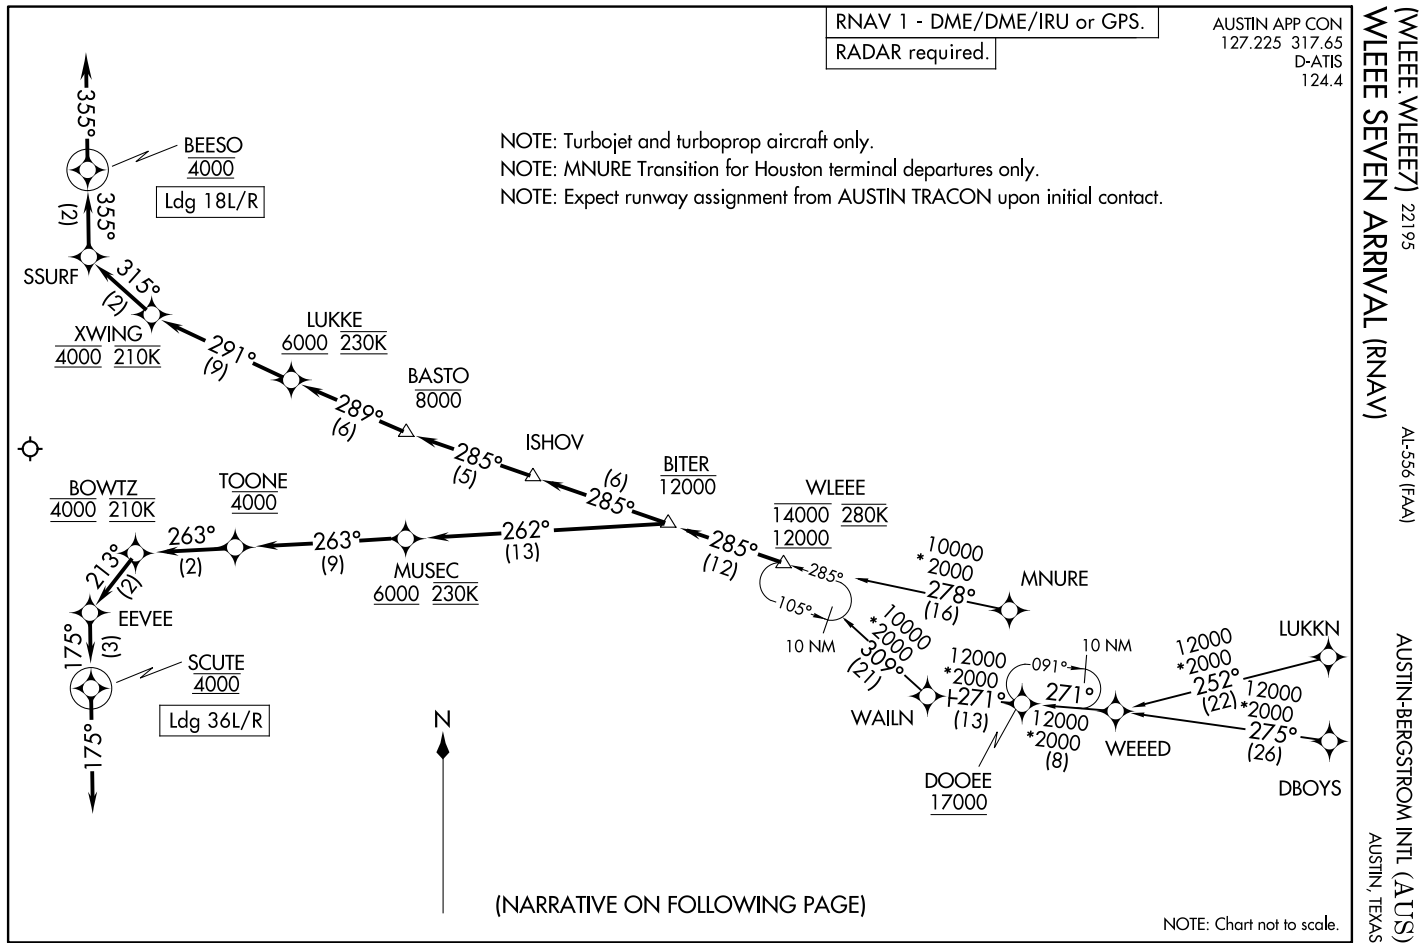 RNAV 1 - DME/DME/IRU or GPS.
RADAR required.
AUSTIN APP CON
127.225 317.65
D-ATIS
124.4
(WLEEE.WLEEE7) 22195
WLEEE SEVEN ARRIVAL (RNAV)
AL-556 (FAA)
AUSTIN-BERGSTROM INTL (AUS)
AUSTIN, TEXAS
NOTE: Turbojet and turboprop aircraft only.
NOTE: MNURE Transition for Houston terminal departures only.
NOTE: Expect runway assignment from AUSTIN TRACON upon initial contact.
355°
BEESO
4000
Ldg 18L/R
355°
(2)
SSURF
315°
(2)
XWING
4000 210K
291°
(9)
LUKKE
6000 230K
289°
(6)
BASTO
8000
285°
(5)
ISHOV
(6)
285°
BITER
12000
WLEEE
14000 280K
12000
285°
(12)
BOWTZ
4000 210K
TOONE
4000
263°
(2)
263°
(9)
262°
(13)
MUSEC
6000 230K
213°
(2)
EEVEE
175°
(3)
SCUTE
4000
Ldg 36L/R
175°
285°
105°
10 NM
10000
*2000
278°
(16)
MNURE
10000
*2000
309°
(21)
WAILN
12000
*2000
271°
(13)
091°
10 NM
271°
12000
*2000
(8)
DOOEE
17000
WEEED
12000
*2000
252°
(22)
LUKKN
12000
*2000
275°
(26)
DBOYS
N
(NARRATIVE ON FOLLOWING PAGE)
NOTE: Chart not to scale.